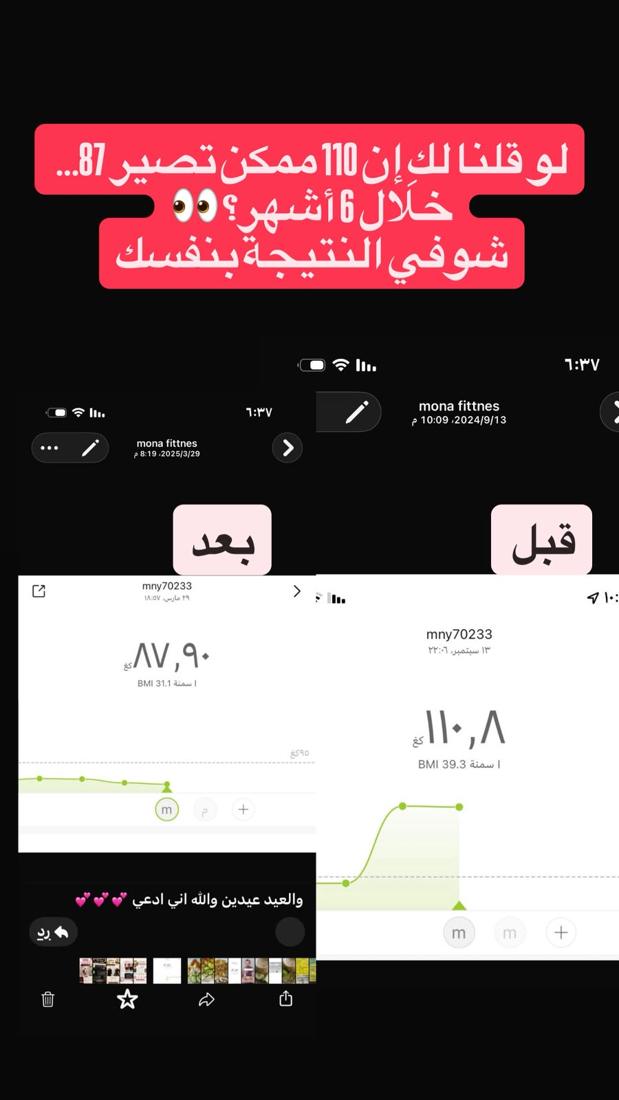 لو قلنا لك إن 110 ممكن تصير 87...
خلال 6 أشهر؟ 👀
شوفي النتيجة بنفسك
٦:٣٧
mona fittnes
2024/9/13، 10:09 م
قبل
١٠:
mny70233
١٣ سبتمبر، ٢٢:٠٦
١١٠,٨ كغ
BMI 39.3 سمنة I
m
m
+
٦:٣٧
mona fittnes
2025/3/29، 8:19 م
بعد
mny70233
٢٩ مارس، ١٨:٥٧
٨٧,٩٠ كغ
BMI 31.1 سمنة I
٩٥ كغ
m
م
+
والعيد عيدين والله اني ادعي 💕💕💕
رد